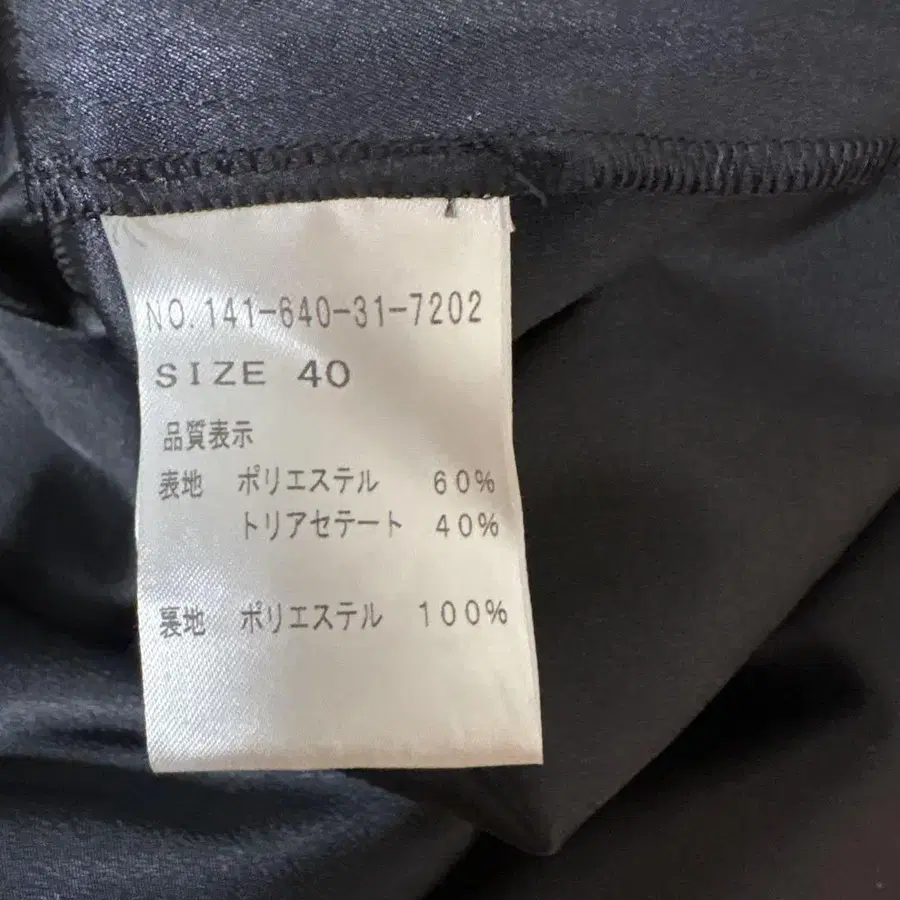 NO.141-640-31-7202
SIZE 40
品質表示
表地 ポリエステル 60%
トリアセテート 40%
裏地 ポリエステル 100%